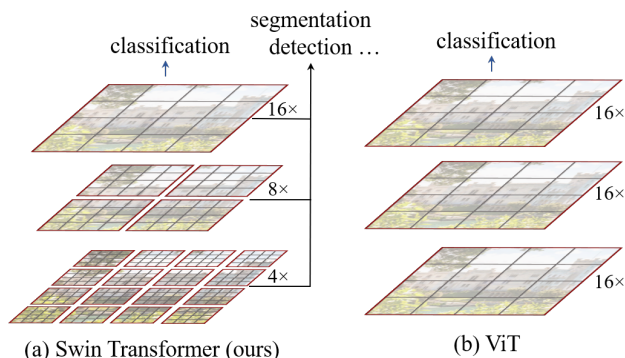 segmentation
classification
detection ...
classification
16×
8×
4×
16×
16×
16×
(a) Swin Transformer (ours)
(b) ViT